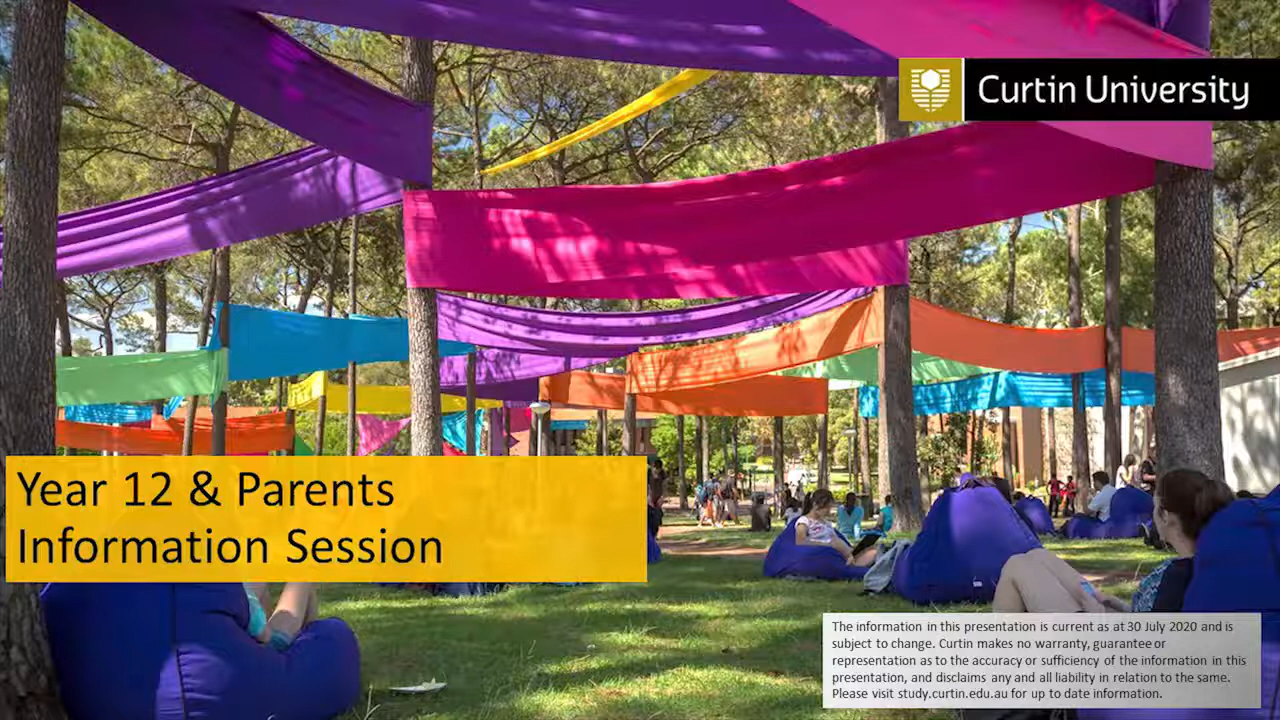 Curtin University
Year 12 & Parents
Information Session
The information in this presentation is current as at 30 July 2020 and is
subject to change. Curtin makes no warranty, guarantee or
representation as to the accuracy or sufficiency of the information in this
presentation, and disclaims any and all liability in relation to the same.
Please visit study.curtin.edu.au for up to date information.